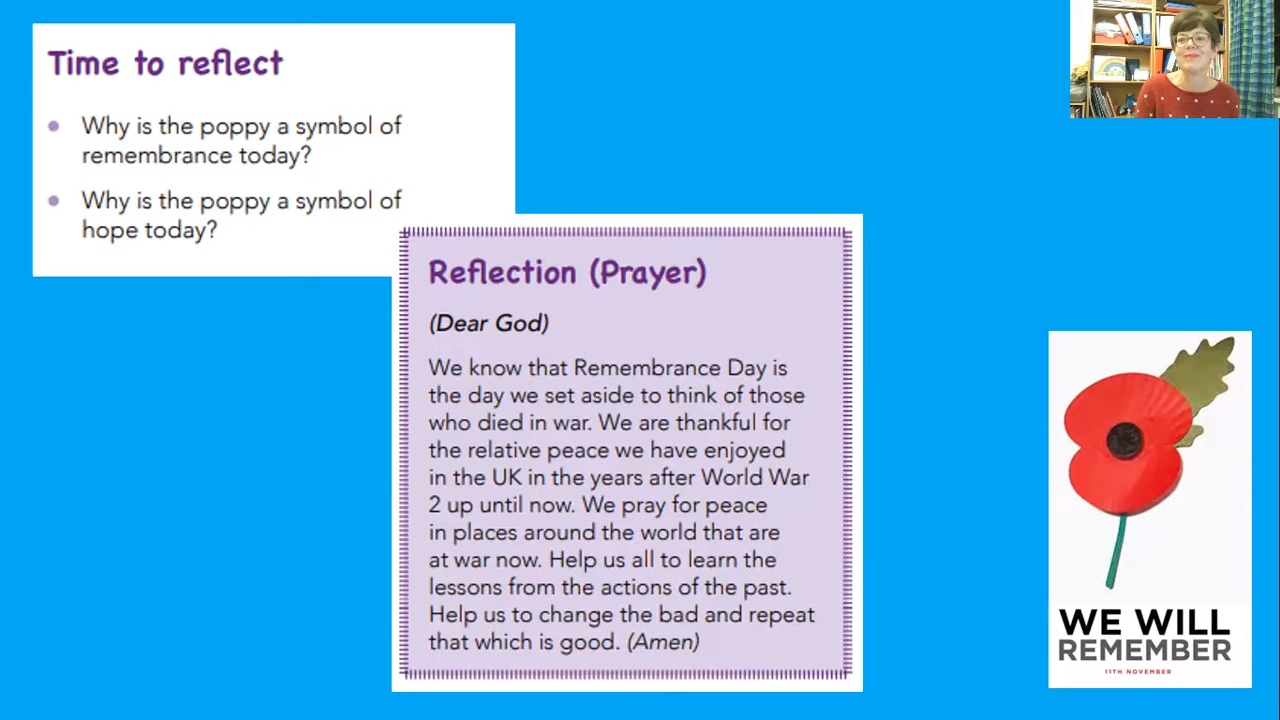 Time to reflect
Why is the poppy a symbol of
remembrance today?
Why is the poppy a symbol of
hope today?
Reflection (Prayer)
(Dear God)
We know that Remembrance Day is
the day we set aside to think of those
who died in war. We are thankful for
the relative peace we have enjoyed
in the UK in the years after World War
2 up until now. We pray for peace
in places around the world that are
at war now. Help us all to learn the
lessons from the actions of the past.
Help us to change the bad and repeat
that which is good. (Amen)
WE WILL
REMEMBER
11TH NOVEMBER